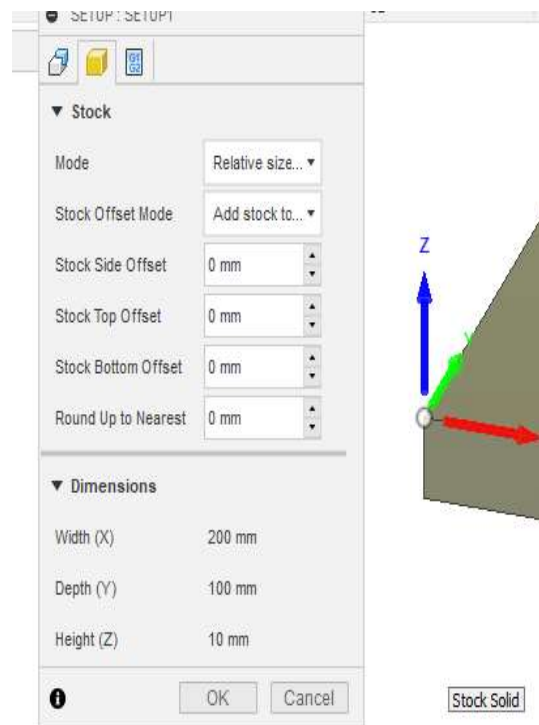 SETUP : SETUP1
G1
G2
Stock
Mode Relative size...
Stock Offset Mode Add stock to...
Stock Side Offset 0 mm
Stock Top Offset 0 mm
Stock Bottom Offset 0 mm
Round Up to Nearest 0 mm
Dimensions
Width (X) 200 mm
Depth (Y) 100 mm
Height (Z) 10 mm
OK Cancel
Z
Y
Stock Solid